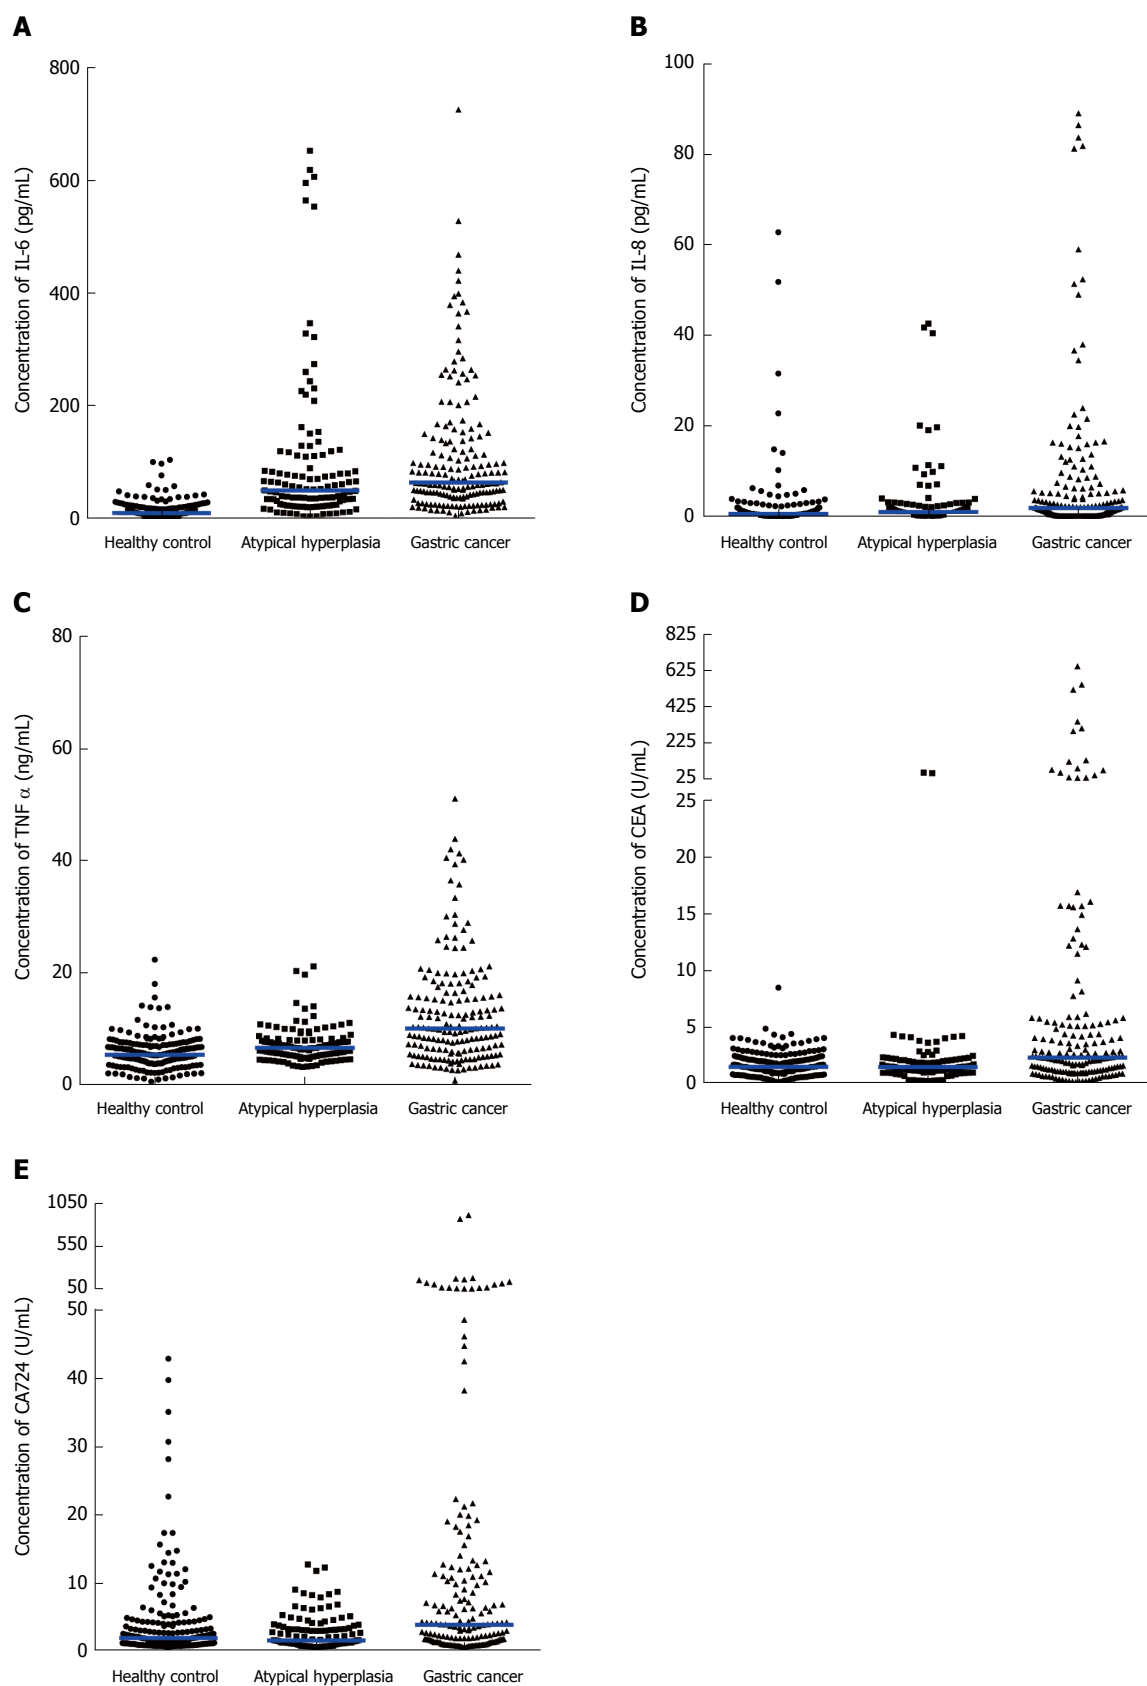 A
Concentration of IL-6 (pg/mL)
800
600
400
200
0
Healthy control
Atypical hyperplasia
Gastric cancer
B
Concentration of IL-8 (pg/mL)
100
80
60
40
20
0
Healthy control
Atypical hyperplasia
Gastric cancer
C
Concentration of TNF α (ng/mL)
80
60
40
20
0
Healthy control
Atypical hyperplasia
Gastric cancer
D
Concentration of CEA (U/mL)
825
625
425
225
25
25
20
15
10
5
0
Healthy control
Atypical hyperplasia
Gastric cancer
E
Concentration of CA724 (U/mL)
1050
550
50
50
40
30
20
10
0
Healthy control
Atypical hyperplasia
Gastric cancer